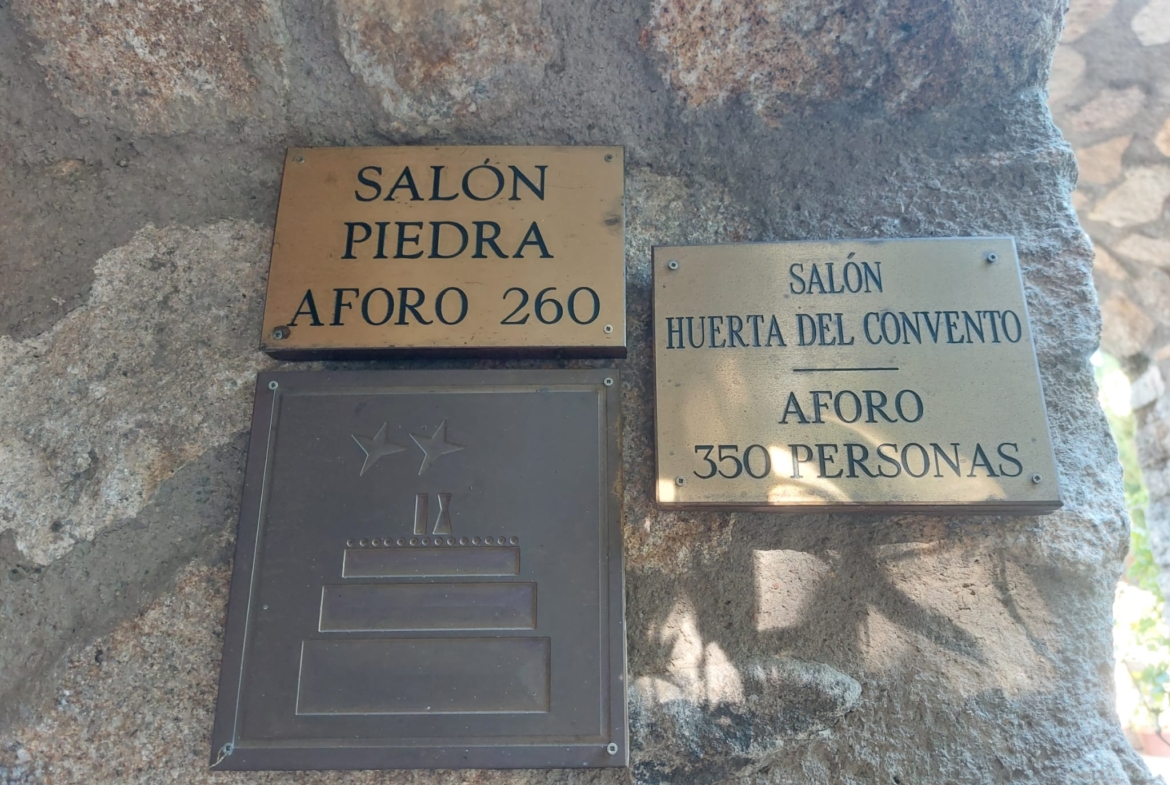 SALÓN
PIEDRA
AFORO 260
SALÓN
HUERTA DEL CONVENTO
AFORO
350 PERSONAS